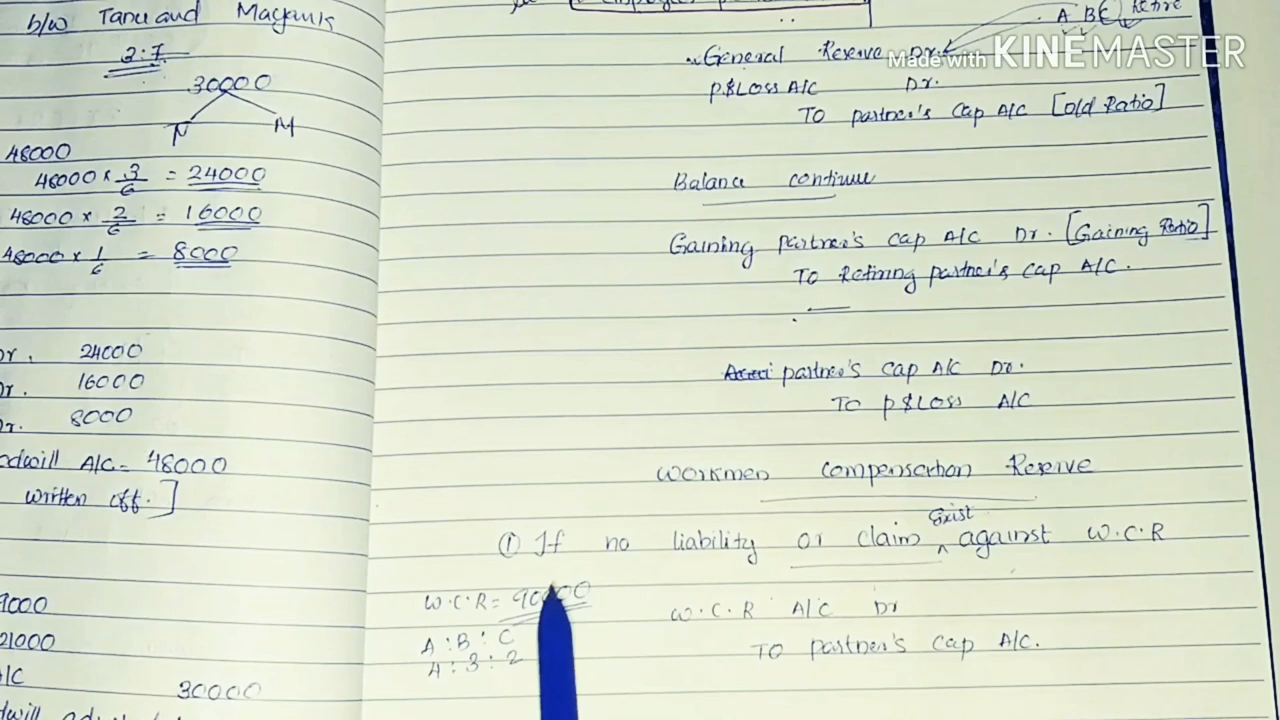 b/w Tanu and Mayank
2:7
30000
N M
48000
48000 × 3/6 = 24000
48000 × 2/6 = 16000
48000 × 1/6 = 8000
Dr. 24000
Dr. 16000
Dr. 8000
odwill A/C = 48000
written off.]
9000
21000
A/C 30000
A B C Retire
General Reserve Dr.
Made with KINEMASTER
P&Loss A/C Dr.
TO partner's cap A/C [Old Ratio]
Balance continue
Gaining partner's cap A/C Dr. [Gaining Ratio]
TO Retiring partner's cap A/C.
partner's cap A/C Dr.
TO P&Loss A/C
Workmen compensation Reserve
① If no liability or claim exist against W.C.R
W.C.R = 90000
A : B : C
4 : 3 : 2
W.C.R A/C Dr
TO partner's cap A/C.